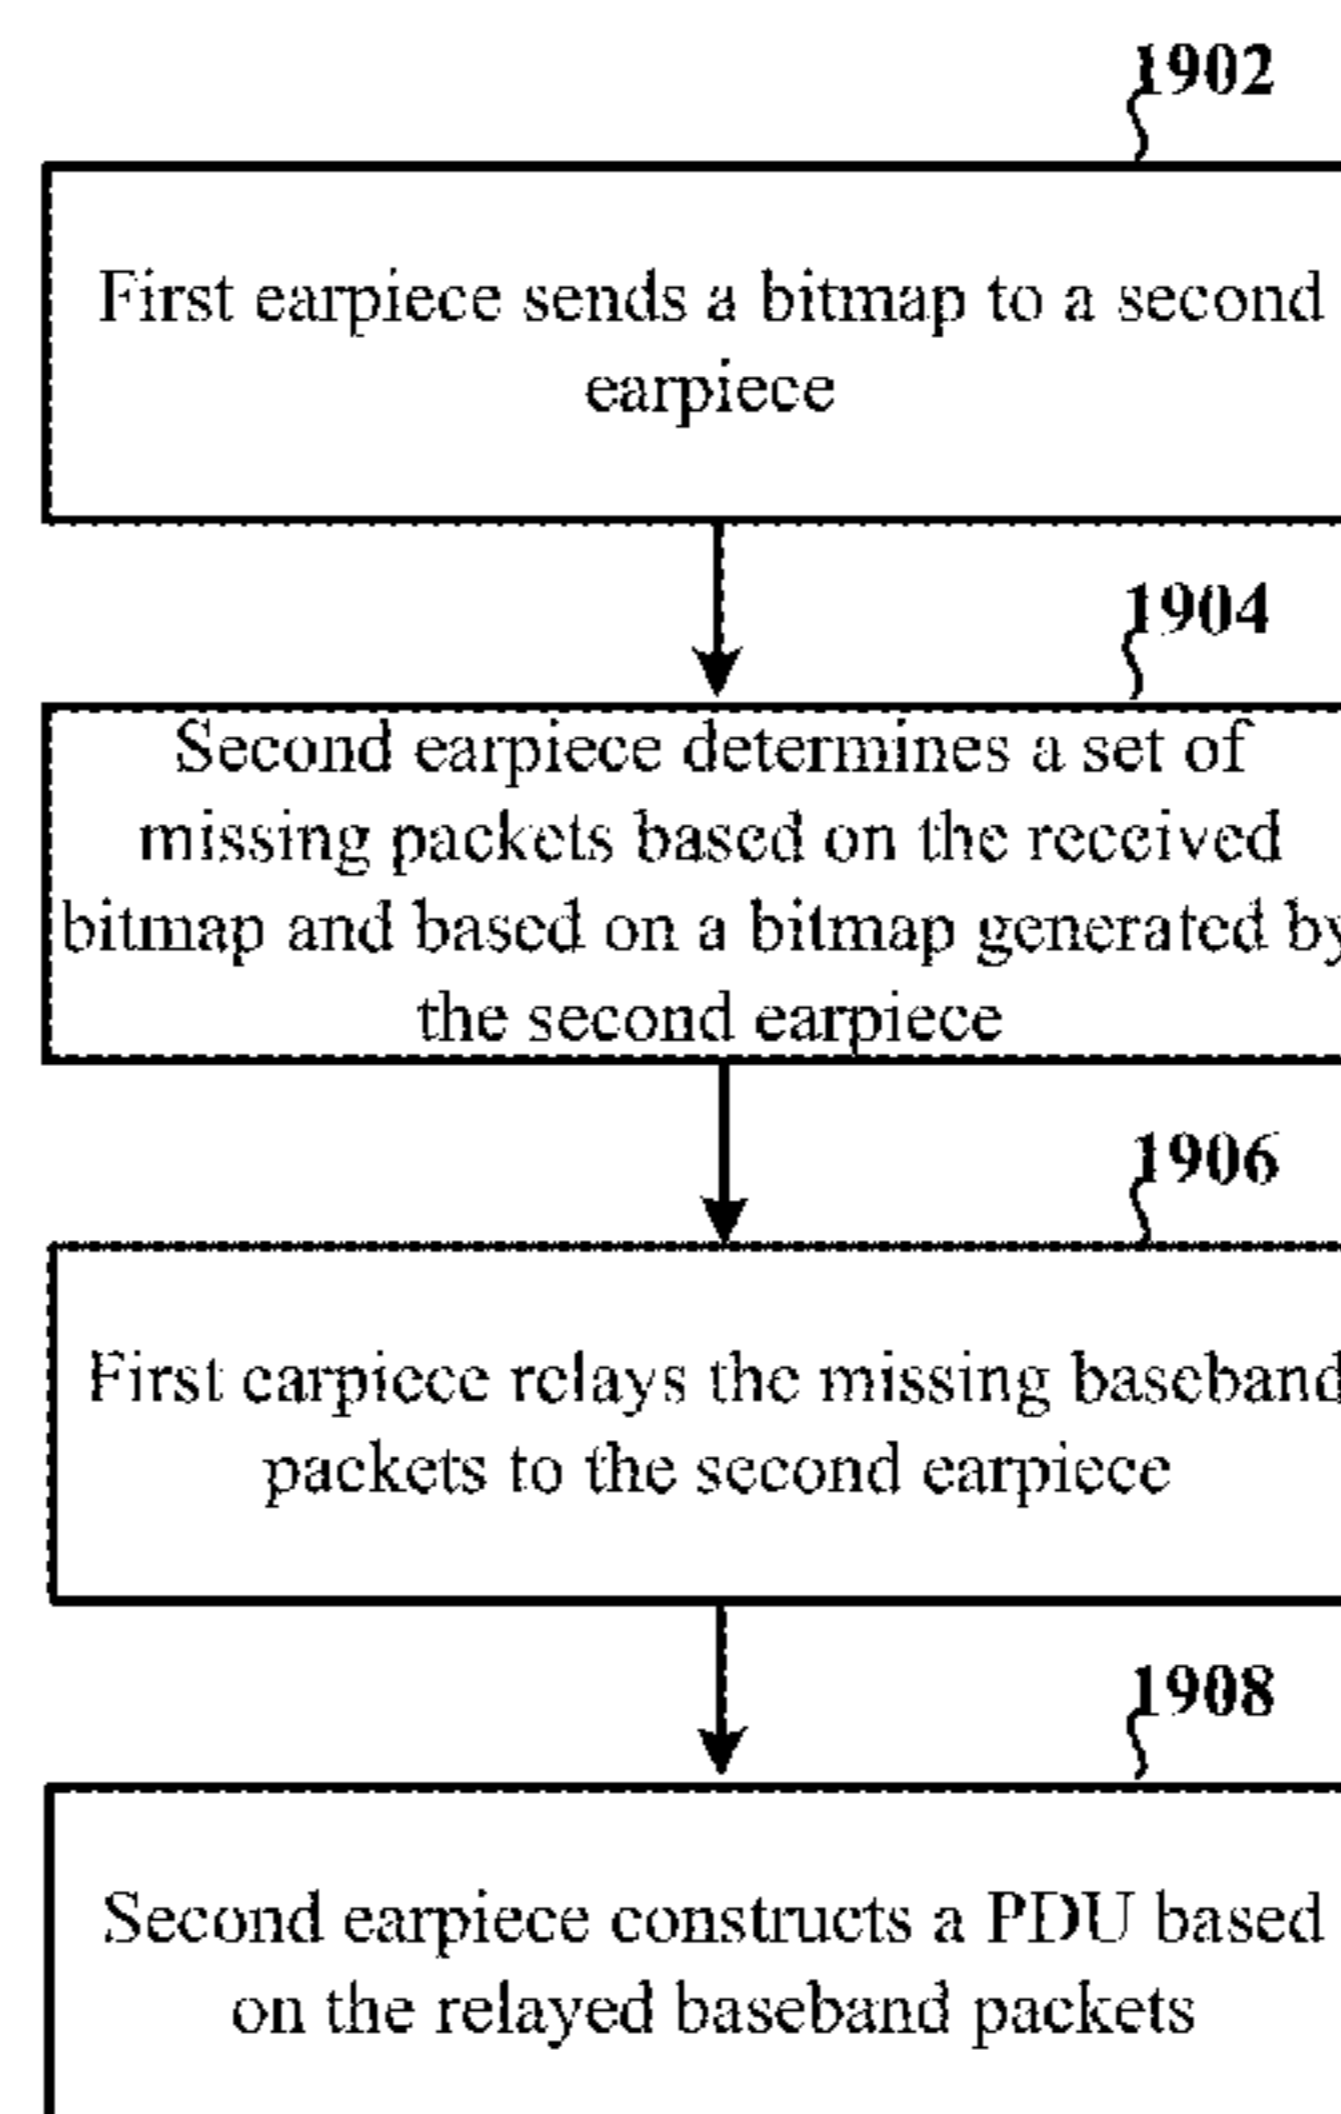 1902
First earpiece sends a bitmap to a second
earpiece
1904
Second earpiece determines a set of
missing packets based on the received
bitmap and based on a bitmap generated by
the second earpiece
1906
First earpiece relays the missing baseband
packets to the second earpiece
1908
Second earpiece constructs a PDU based
on the relayed baseband packets